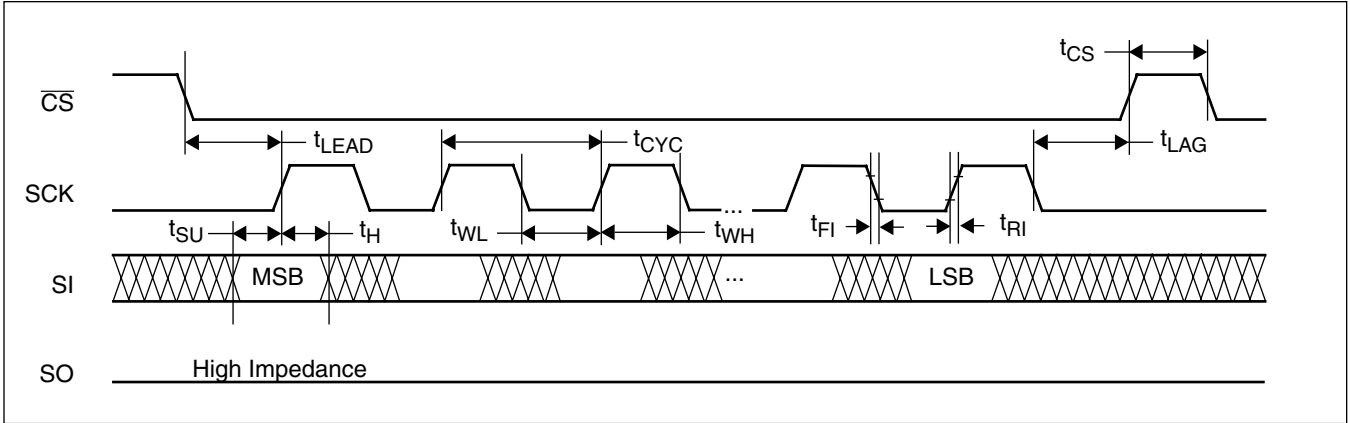 tCS
CS
tLEAD
tCYC
tLAG
SCK
...
tSU
tH
tWL
tWH
tFI
tRI
SI
MSB
...
LSB
SO
High Impedance